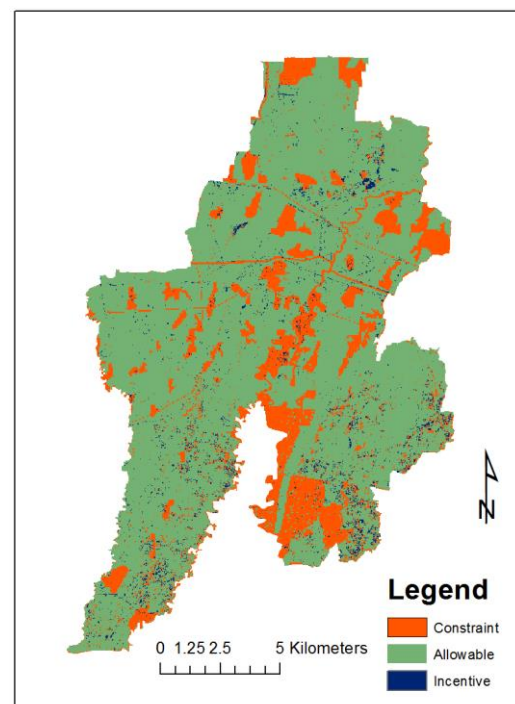 N
Legend
Constraint
Allowable
Incentive
0 1.25 2.5 5 Kilometers